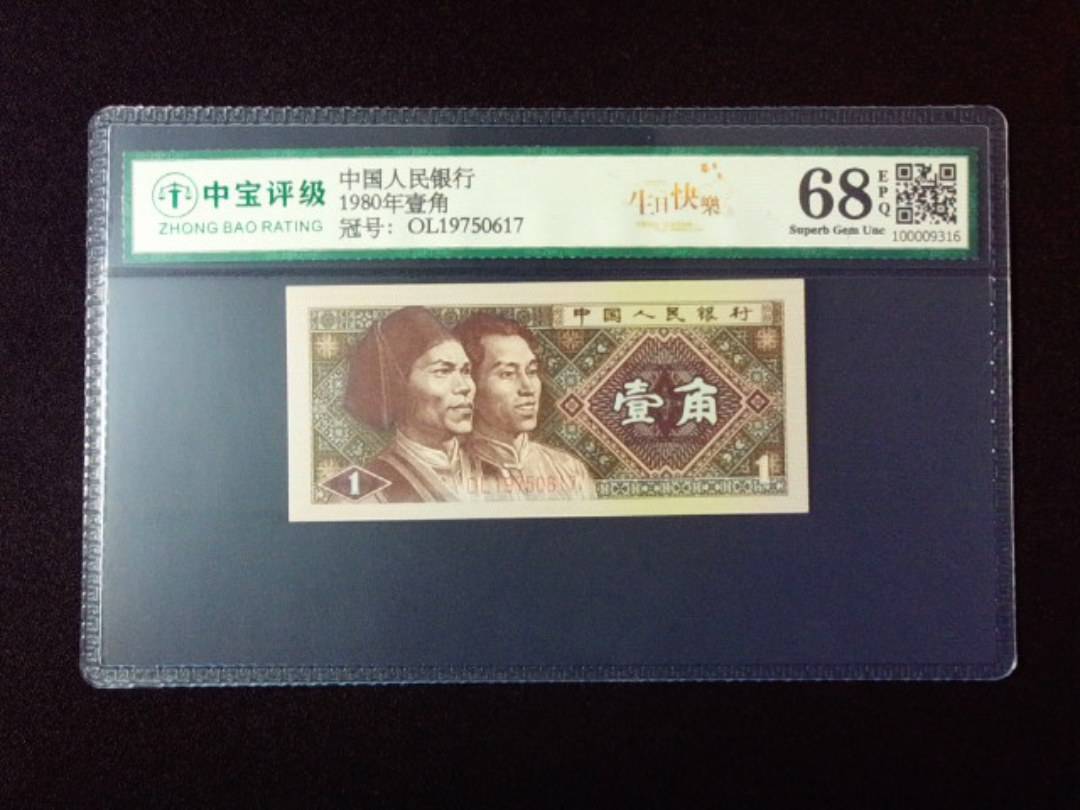 中宝评级
ZHONG BAO RATING
中国人民银行
1980年壹角
冠号: OL19750617
生日快樂
68
EPQ
Superb Gem Unc
100009316
中国人民银行
壹角
1
OL19750617
1